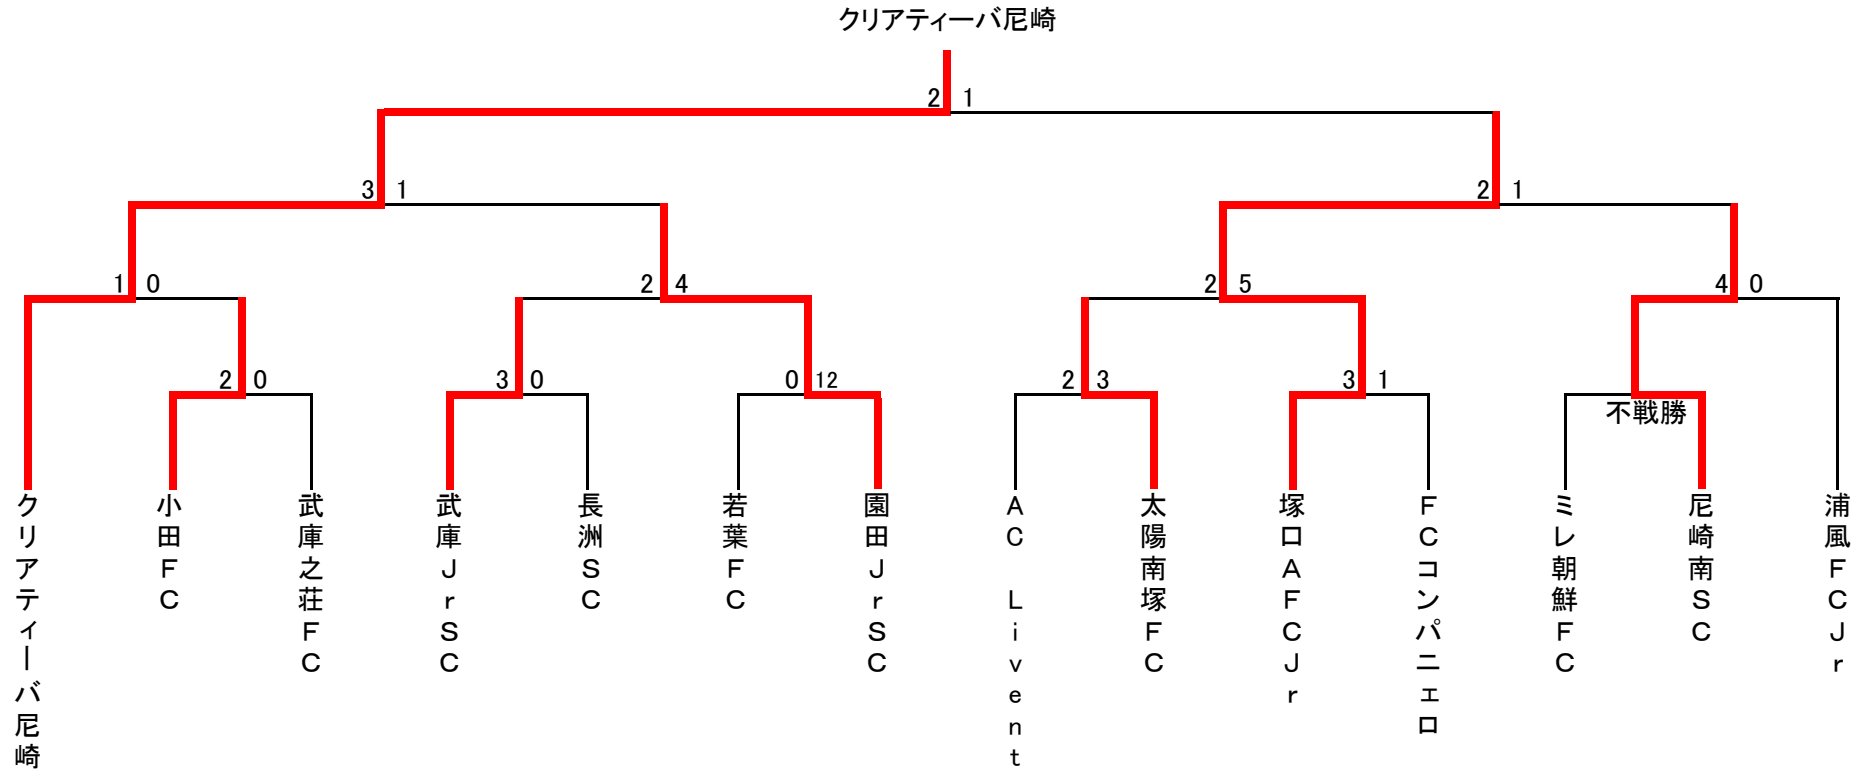 クリアティーバ尼崎
2 1
3 1
2 1
1 0
2 4
2 5
4 0
2 0
3 0
0 12
2 3
3 1
不戦勝
クリアティーバ尼崎
小田FC
武庫之荘FC
武庫JrSC
長洲SC
若葉FC
園田JrSC
AC Livent
太陽南塚FC
塚口AFCJr
FCコンパニェロ
ミレ朝鮮FC
尼崎南SC
浦風FCJr